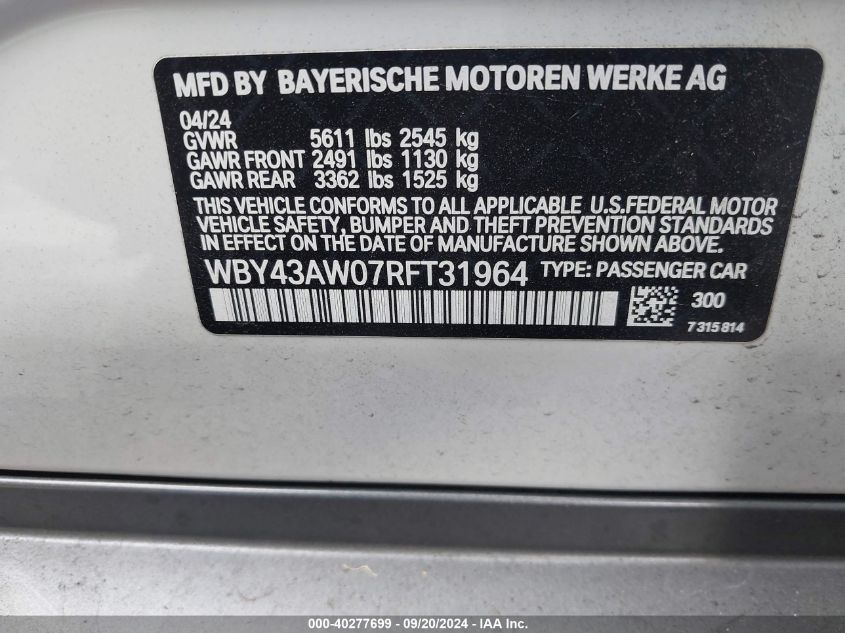 MFD BY BAYERISCHE MOTOREN WERKE AG
04/24
GVWR 5611 lbs 2545 kg
GAWR FRONT 2491 lbs 1130 kg
GAWR REAR 3362 lbs 1525 kg
THIS VEHICLE CONFORMS TO ALL APPLICABLE U.S.FEDERAL MOTOR
VEHICLE SAFETY, BUMPER AND THEFT PREVENTION STANDARDS
IN EFFECT ON THE DATE OF MANUFACTURE SHOWN ABOVE.
WBY43AW07RFT31964 TYPE: PASSENGER CAR
300
7315814
000-40277699 - 09/20/2024 - IAA Inc.